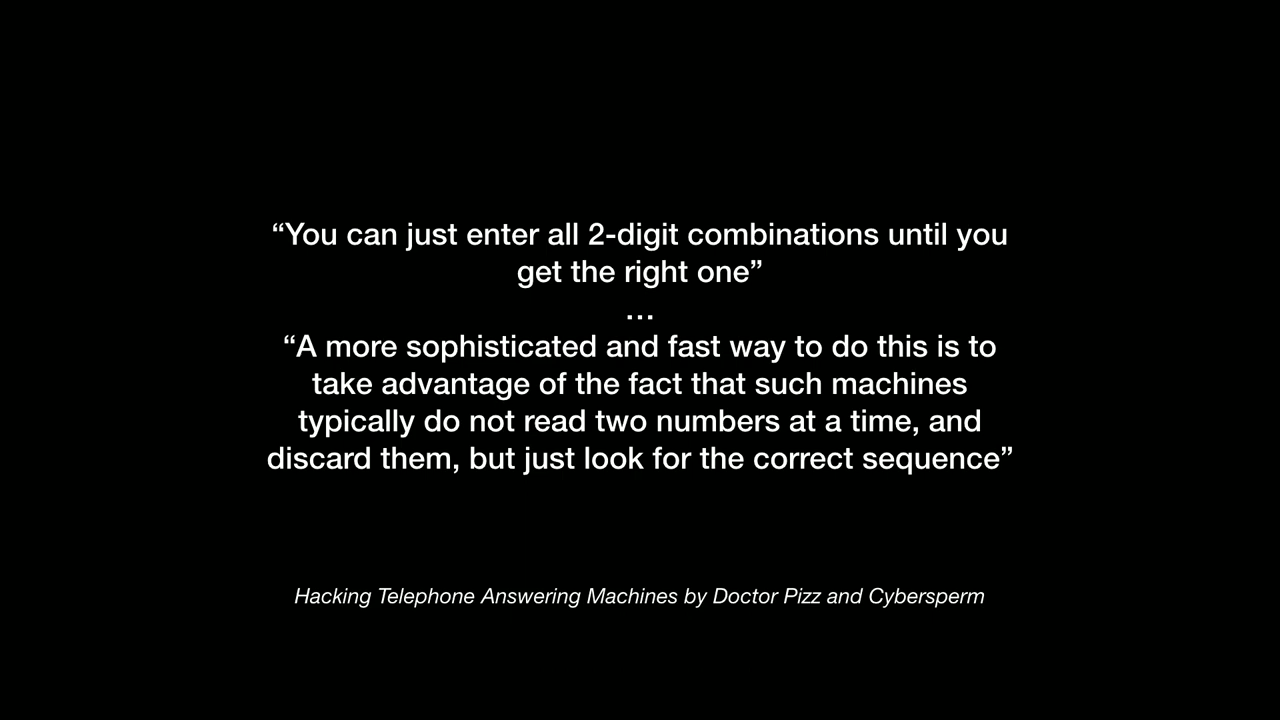 “You can just enter all 2-digit combinations until you
get the right one”
…
“A more sophisticated and fast way to do this is to
take advantage of the fact that such machines
typically do not read two numbers at a time, and
discard them, but just look for the correct sequence”
Hacking Telephone Answering Machines by Doctor Pizz and Cybersperm